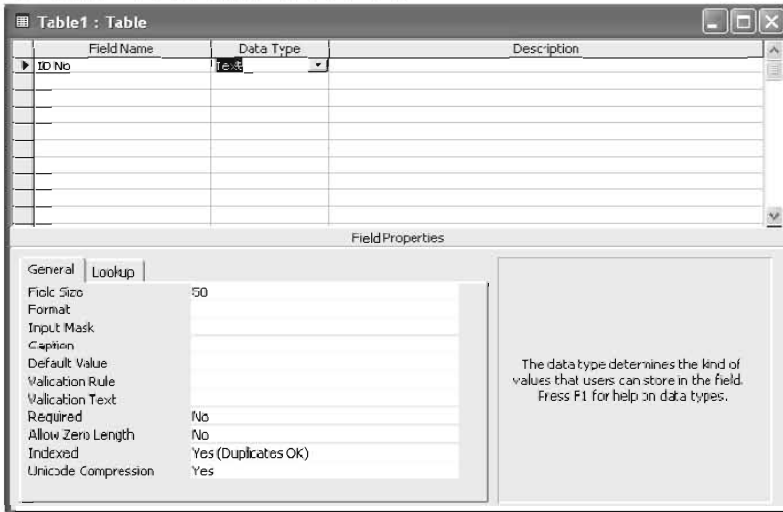 Table1 : Table
Field Name Data Type Description
ID No Text
Field Properties
General Lookup
Field Size 50
Format
Input Mask
Caption
Default Value
Valication Rule
Valication Text
Required No
Allow Zero Length No
Indexed Yes (Duplicates OK)
Unicode Compression Yes
The data type determines the kind of
values that users can store in the field.
Press F1 for help on data types.